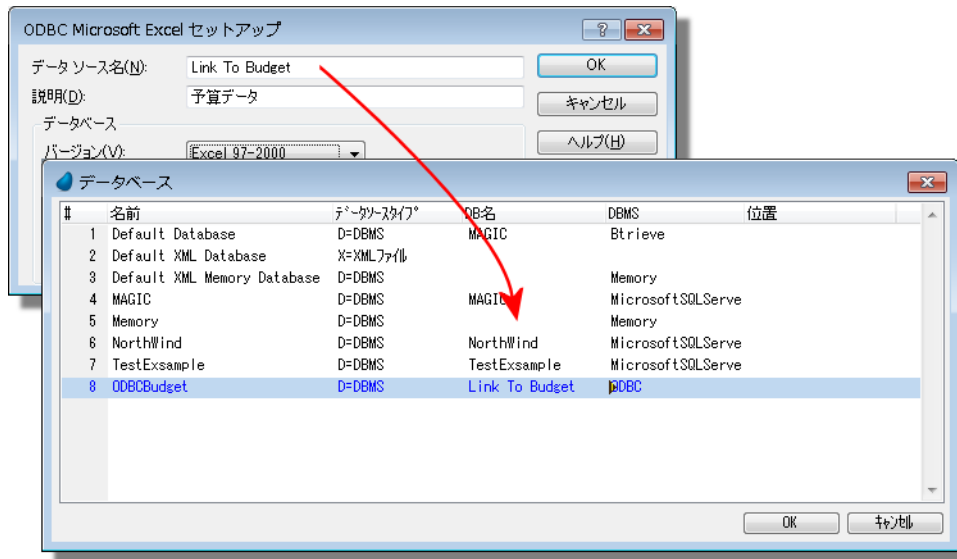 ODBC Microsoft Excel セットアップ
データ ソース名(N): Link To Budget OK
説明(D): 予算データ キャンセル
データベース
バージョン(V): Excel 97-2000 ヘルプ(H)
データベース
# 名前 データソースタイプ DB名 DBMS 位置
1 Default Database D=DBMS MAGIC Btrieve
2 Default XML Database X=XMLファイル
3 Default XML Memory Database D=DBMS Memory
4 MAGIC D=DBMS MAGIC MicrosoftSQLServe
5 Memory D=DBMS Memory
6 NorthWind D=DBMS NorthWind MicrosoftSQLServe
7 TestExsample D=DBMS TestExsample MicrosoftSQLServe
8 ODBCBudget D=DBMS Link To Budget ODBC
OK キャンセル